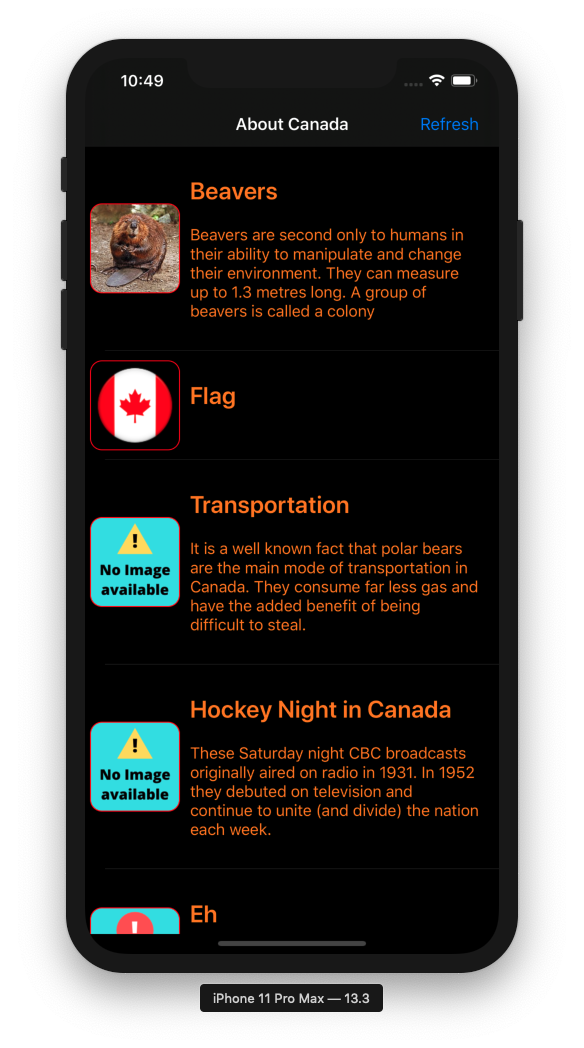 10:49
About Canada
Refresh
Beavers
Beavers are second only to humans in
their ability to manipulate and change
their environment. They can measure
up to 1.3 metres long. A group of
beavers is called a colony
Flag
Transportation
No Image
available
It is a well known fact that polar bears
are the main mode of transportation in
Canada. They consume far less gas and
have the added benefit of being
difficult to steal.
Hockey Night in Canada
No Image
available
These Saturday night CBC broadcasts
originally aired on radio in 1931. In 1952
they debuted on television and
continue to unite (and divide) the nation
each week.
Eh
iPhone 11 Pro Max — 13.3